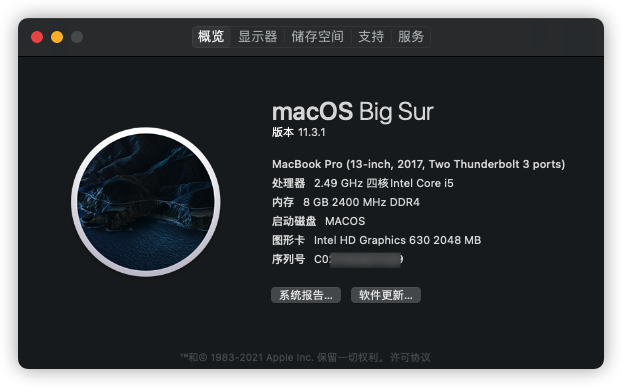 概览 显示器 储存空间 支持 服务
macOS Big Sur
版本 11.3.1
MacBook Pro (13-inch, 2017, Two Thunderbolt 3 ports)
处理器 2.49 GHz 四核Intel Core i5
内存 8 GB 2400 MHz DDR4
启动磁盘 MACOS
图形卡 Intel HD Graphics 630 2048 MB
序列号
系统报告... 软件更新...
™和© 1983-2021 Apple Inc. 保留一切权利。许可协议